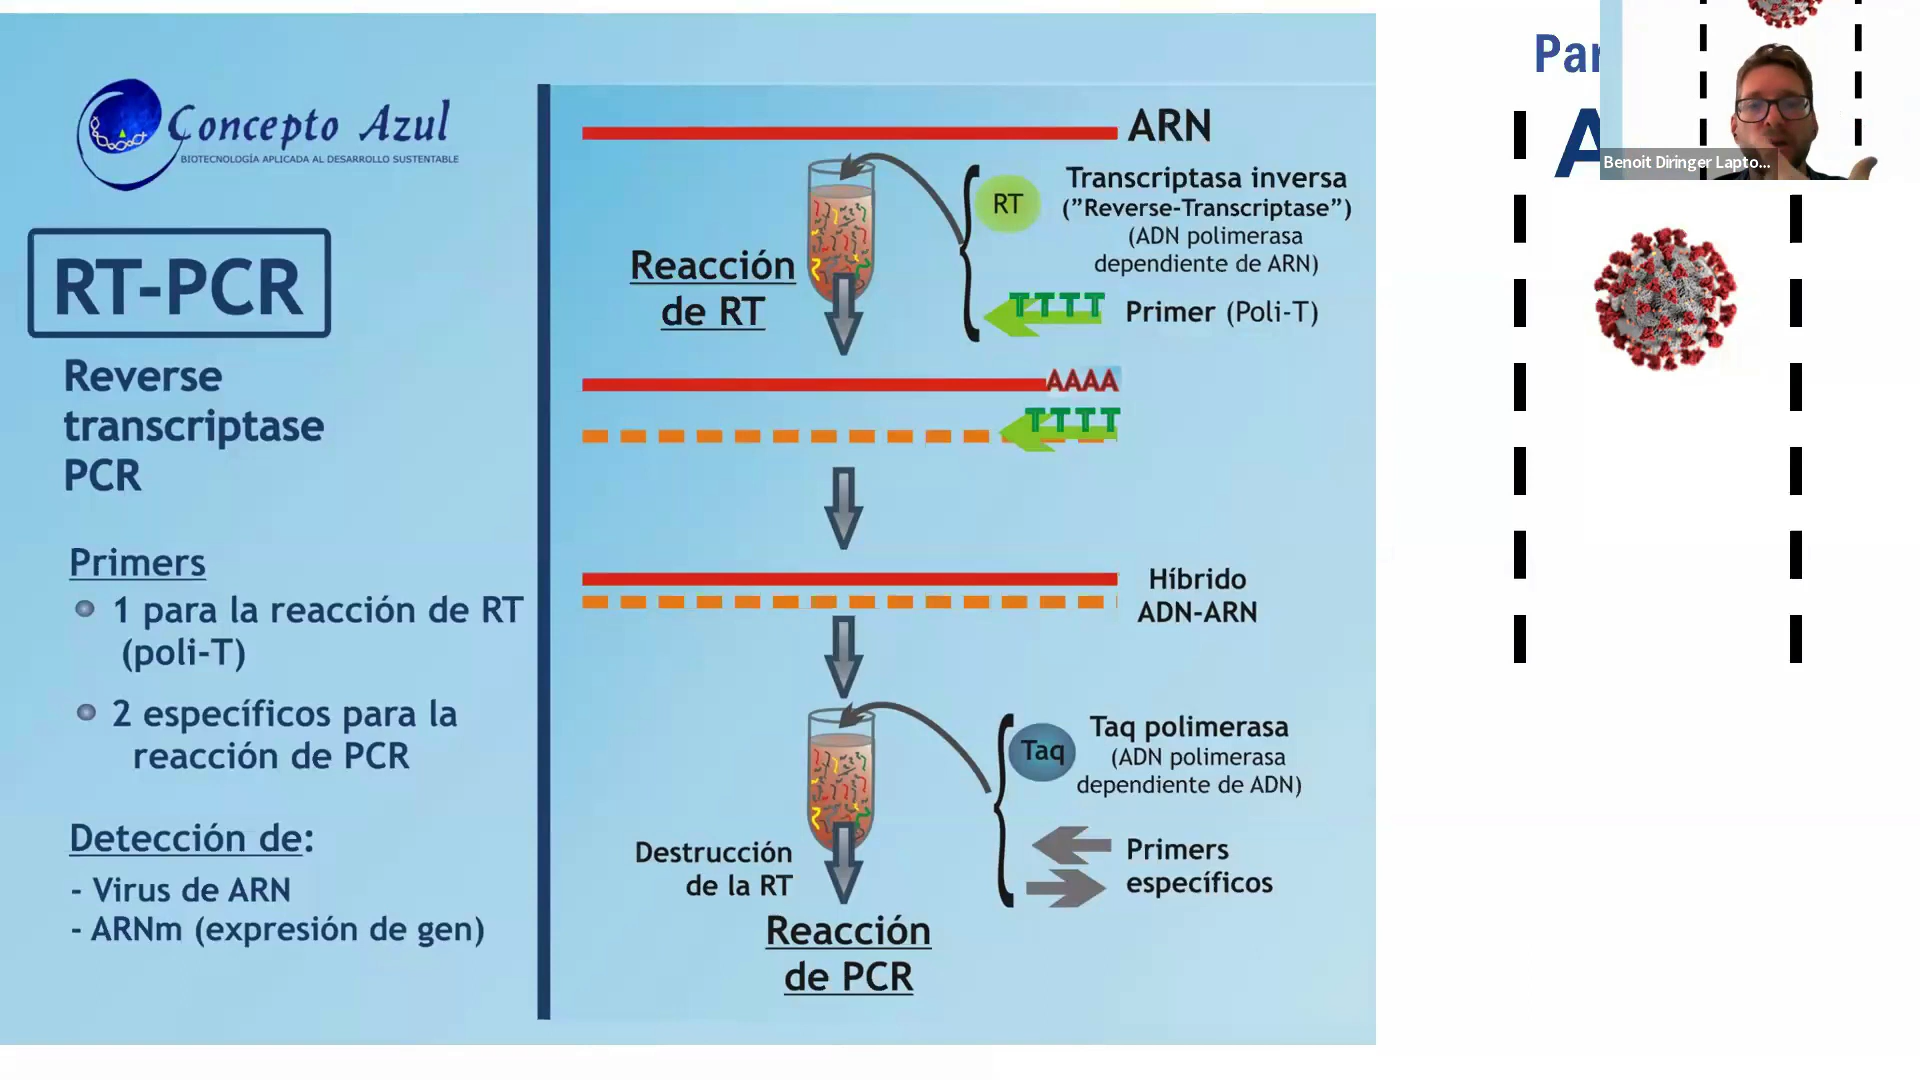 Concepto Azul
BIOTECNOLOGÍA APLICADA AL DESARROLLO SUSTENTABLE
RT-PCR
Reverse
transcriptase
PCR
Primers
1 para la reacción de RT
(poli-T)
2 específicos para la
reacción de PCR
Detección de:
- Virus de ARN
- ARNm (expresión de gen)
ARN
RT
Transcriptasa inversa
("Reverse-Transcriptase")
(ADN polimerasa
dependiente de ARN)
Reacción
de RT
TTTT
Primer (Poli-T)
AAAA
TTTT
Híbrido
ADN-ARN
Taq
Taq polimerasa
(ADN polimerasa
dependiente de ADN)
Primers
específicos
Destrucción
de la RT
Reacción
de PCR
Benoit Diringer Lapto...